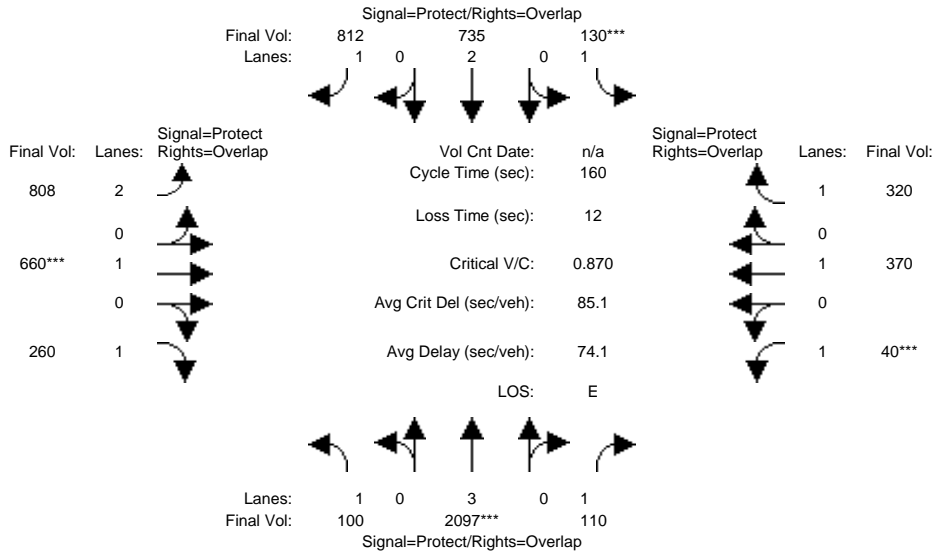 Signal=Protect/Rights=Overlap
Final Vol: 812 735 130***
Lanes: 1 0 2 0 1
Signal=Protect
Final Vol: Lanes: Rights=Overlap
Vol Cnt Date: n/a
Signal=Protect
Rights=Overlap Lanes: Final Vol:
Cycle Time (sec): 160
808 2 1 320
Loss Time (sec): 12
0 0
660*** 1 Critical V/C: 0.870 1 370
0 Avg Crit Del (sec/veh): 85.1 0
260 1 Avg Delay (sec/veh): 74.1 1 40***
LOS: E
Lanes: 1 0 3 0 1
Final Vol: 100 2097*** 110
Signal=Protect/Rights=Overlap